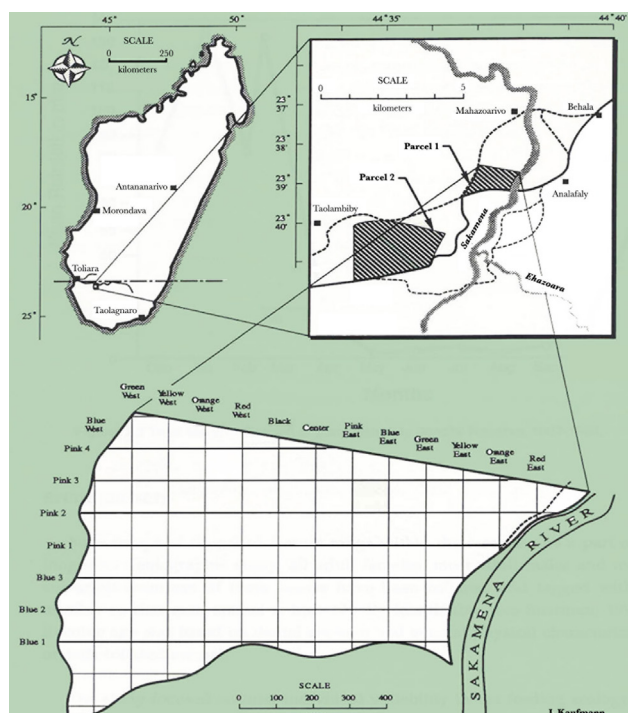 45°
50°
N
SCALE
0 250
kilometers
15°
20°
25°
Antananarivo
Morondava
Toliara
Taolagnaro
44° 35'
44° 40'
23° 37'
23° 38'
23° 39'
23° 40'
SCALE
0 5
kilometers
Mahazoarivo
Behala
Parcel 1
Parcel 2
Analafaly
Taolambiby
Sakamena
Ehazoara
Blue West
Green West
Yellow West
Orange West
Red West
Black
Center
Pink East
Blue East
Green East
Yellow East
Orange East
Red East
Pink 4
Pink 3
Pink 2
Pink 1
Blue 3
Blue 2
Blue 1
SAKAMENA RIVER
SCALE
0 100 200 300 400